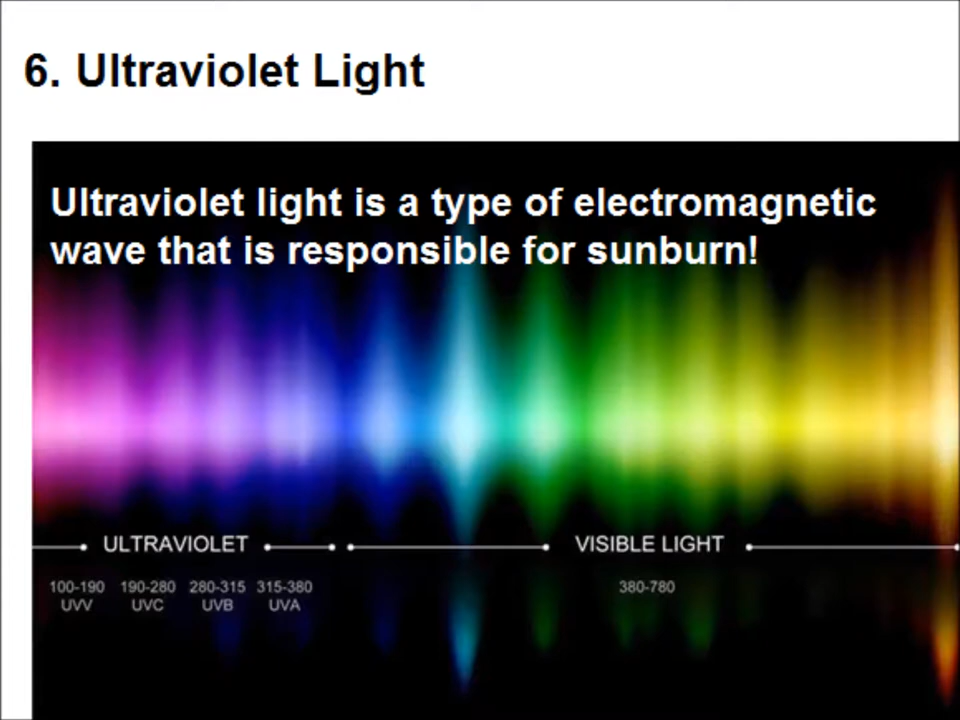 6. Ultraviolet Light
Ultraviolet light is a type of electromagnetic
wave that is responsible for sunburn!
ULTRAVIOLET VISIBLE LIGHT
100-190 190-280 280-315 315-380 380-780
UVV UVC UVB UVA